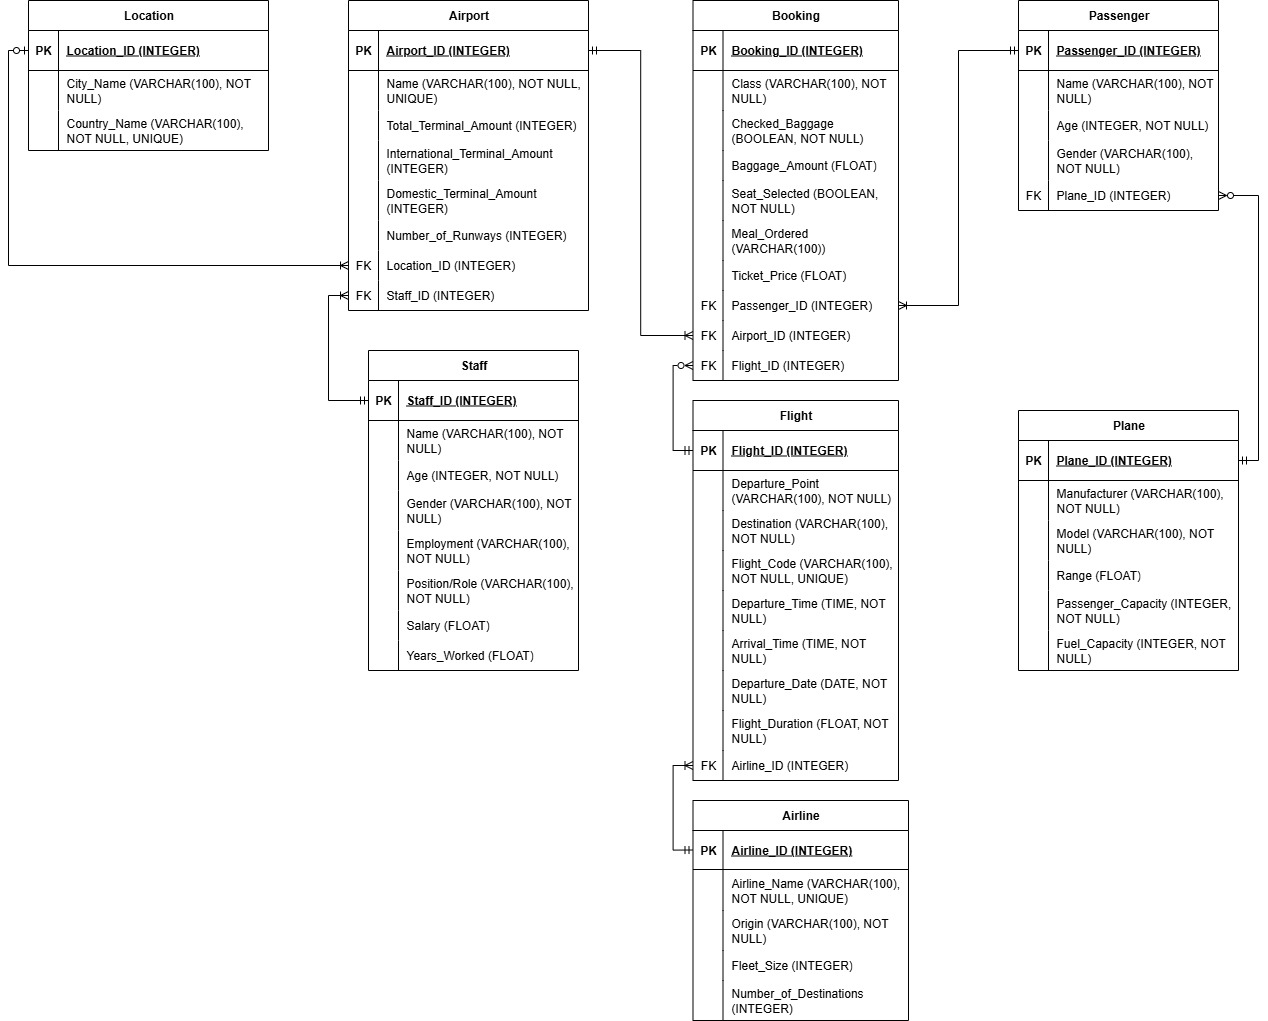 Location
PK Location_ID (INTEGER)
City_Name (VARCHAR(100), NOT
NULL)
Country_Name (VARCHAR(100),
NOT NULL, UNIQUE)
Airport
PK Airport_ID (INTEGER)
Name (VARCHAR(100), NOT NULL,
UNIQUE)
Total_Terminal_Amount (INTEGER)
International_Terminal_Amount
(INTEGER)
Domestic_Terminal_Amount
(INTEGER)
Number_of_Runways (INTEGER)
FK Location_ID (INTEGER)
FK Staff_ID (INTEGER)
Staff
PK Staff_ID (INTEGER)
Name (VARCHAR(100), NOT
NULL)
Age (INTEGER, NOT NULL)
Gender (VARCHAR(100), NOT
NULL)
Employment (VARCHAR(100),
NOT NULL)
Position/Role (VARCHAR(100),
NOT NULL)
Salary (FLOAT)
Years_Worked (FLOAT)
Booking
PK Booking_ID (INTEGER)
Class (VARCHAR(100), NOT
NULL)
Checked_Baggage
(BOOLEAN, NOT NULL)
Baggage_Amount (FLOAT)
Seat_Selected (BOOLEAN,
NOT NULL)
Meal_Ordered
(VARCHAR(100))
Ticket_Price (FLOAT)
FK Passenger_ID (INTEGER)
FK Airport_ID (INTEGER)
FK Flight_ID (INTEGER)
Flight
PK Flight_ID (INTEGER)
Departure_Point
(VARCHAR(100), NOT NULL)
Destination (VARCHAR(100),
NOT NULL)
Flight_Code (VARCHAR(100),
NOT NULL, UNIQUE)
Departure_Time (TIME, NOT
NULL)
Arrival_Time (TIME, NOT
NULL)
Departure_Date (DATE, NOT
NULL)
Flight_Duration (FLOAT, NOT
NULL)
FK Airline_ID (INTEGER)
Airline
PK Airline_ID (INTEGER)
Airline_Name (VARCHAR(100),
NOT NULL, UNIQUE)
Origin (VARCHAR(100), NOT
NULL)
Fleet_Size (INTEGER)
Number_of_Destinations
(INTEGER)
Passenger
PK Passenger_ID (INTEGER)
Name (VARCHAR(100), NOT
NULL)
Age (INTEGER, NOT NULL)
Gender (VARCHAR(100),
NOT NULL)
FK Plane_ID (INTEGER)
Plane
PK Plane_ID (INTEGER)
Manufacturer (VARCHAR(100),
NOT NULL)
Model (VARCHAR(100), NOT
NULL)
Range (FLOAT)
Passenger_Capacity (INTEGER,
NOT NULL)
Fuel_Capacity (INTEGER, NOT
NULL)